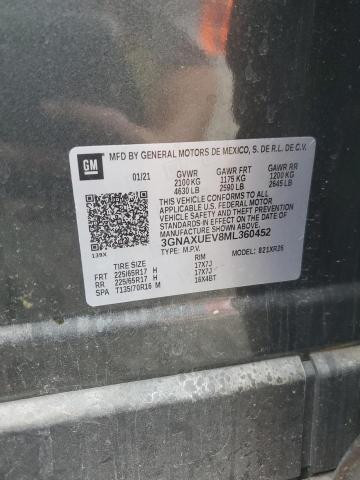 GM
MFD BY GENERAL MOTORS DE MEXICO, S. DE R.L. DE C.V.
01/21 GVWR GAWR FRT GAWR RR
2100 KG 1175 KG 1200 KG
4630 LB 2590 LB 2645 LB
THIS VEHICLE CONFORMS TO ALL APPLICABLE
U.S. FEDERAL MOTOR VEHICLE SAFETY
STANDARDS IN EFFECT ON THE DATE OF
MANUFACTURE SHOWN ABOVE.
3GNAXUEV8ML360452
TYPE: M.P.V. MODEL: 821XR26
139X
TIRE SIZE RIM
FRT 225/65R17 H 17X7J
RR 225/65R17 H 17X7J
SPA T135/70R16 M 16X4BT